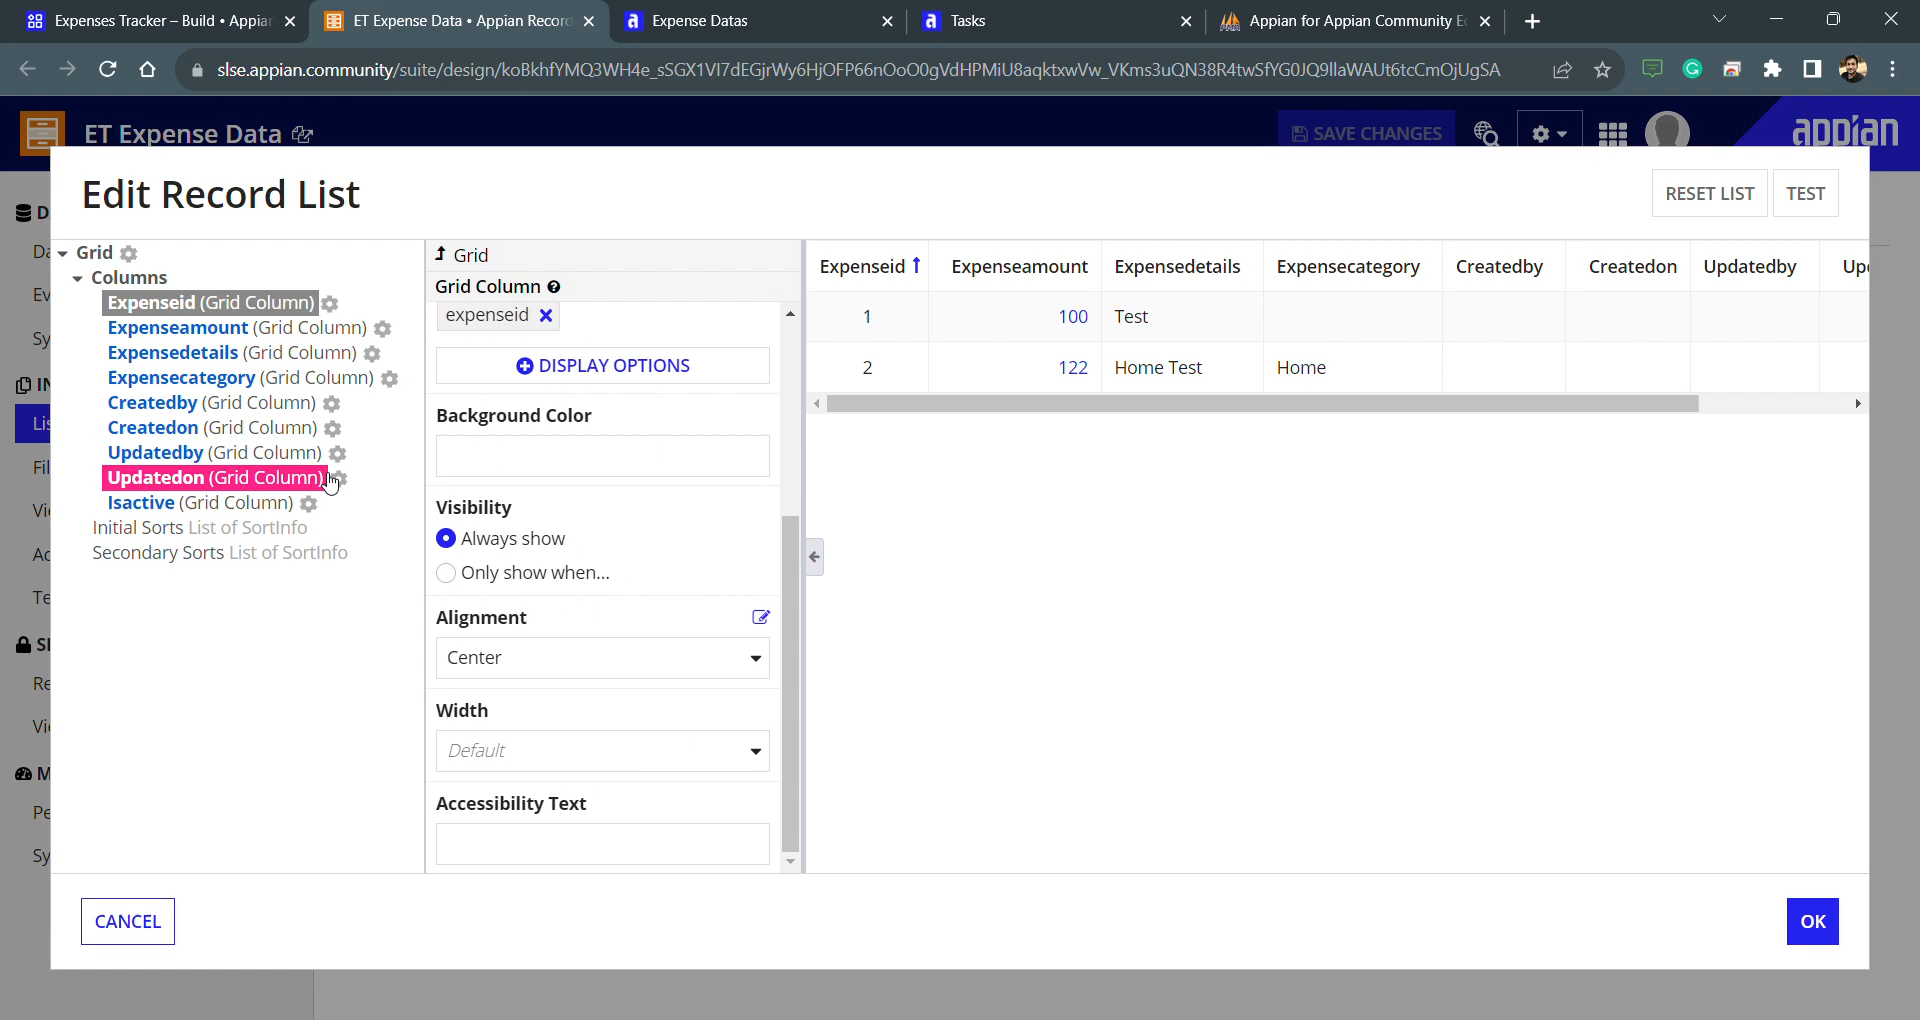 Expenses Tracker – Build • Appian
ET Expense Data • Appian Record
Expense Datas
Tasks
Appian for Appian Community Ed
slse.appian.community/suite/design/koBkhfYMQ3WH4e_sSGX1Vl7dEGjrWy6HjOFP66nOoO0gVdHPMiU8aqktxwVw_VKms3uQN38R4twSfYG0JQ9llaWAUt6tcCmOjUgSA
ET Expense Data
SAVE CHANGES
appian
Edit Record List
RESET LIST
TEST
Grid
Columns
Expenseid (Grid Column)
Expenseamount (Grid Column)
Expensedetails (Grid Column)
Expensecategory (Grid Column)
Createdby (Grid Column)
Createdon (Grid Column)
Updatedby (Grid Column)
Updatedon (Grid Column)
Isactive (Grid Column)
Initial Sorts List of SortInfo
Secondary Sorts List of SortInfo
Grid
Grid Column
expenseid
DISPLAY OPTIONS
Background Color
Visibility
Always show
Only show when...
Alignment
Center
Width
Default
Accessibility Text
Expenseid Expenseamount Expensedetails Expensecategory Createdby Createdon Updatedby Up
1 100 Test
2 122 Home Test Home
CANCEL
OK